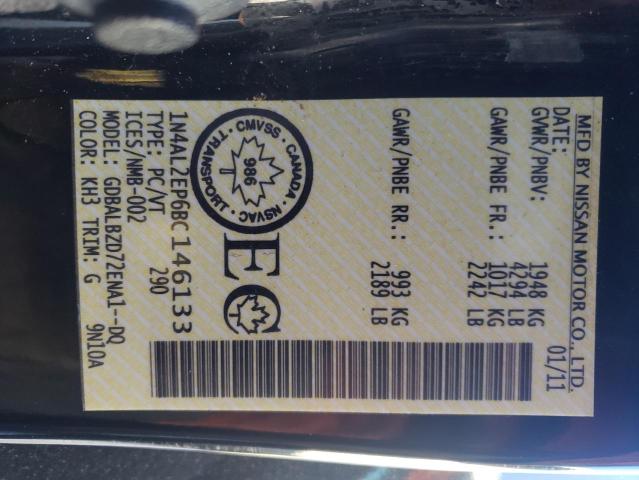 MFD BY NISSAN MOTOR CO., LTD.
DATE: 01/11
GVWR/PNBV: 1948 KG
4294 LB
GAWR/PNBE FR.: 1017 KG
2242 LB
GAWR/PNBE RR.: 993 KG
2189 LB
CMVSS · CANADA · NSVAC · TRANSPORT ·
986
T
EC
1N4AL2EP6BC146133
TYPE: PC/VT 290
ICES/NMB-002
MODEL: GDBALBZD72ENA1--DQ
COLOR: KH3 TRIM: G 9N10A